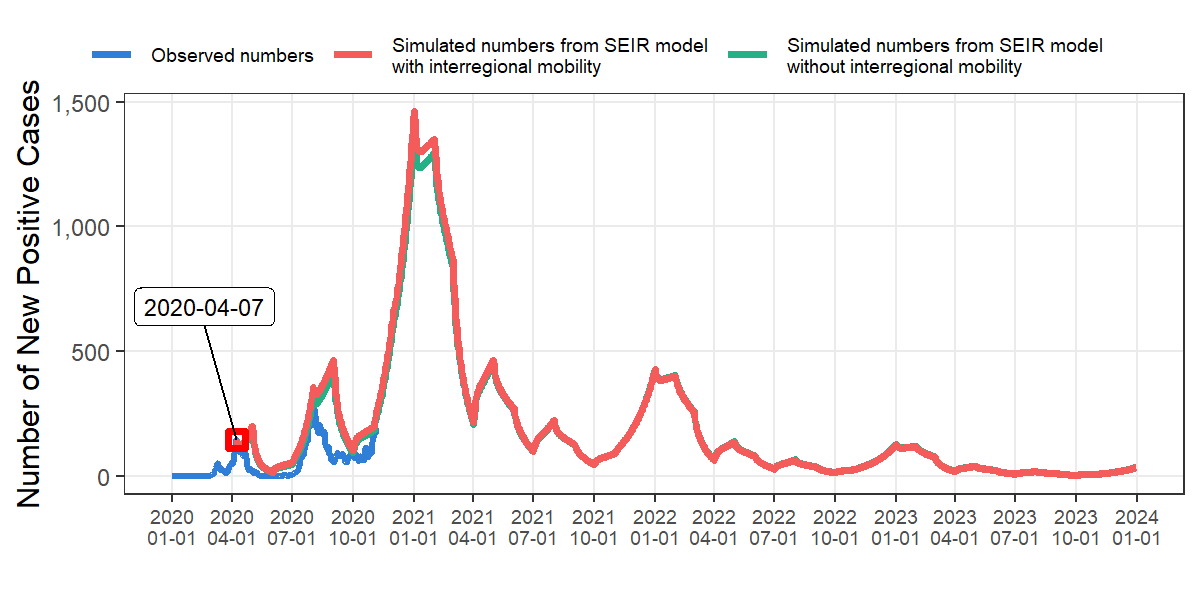 Observed numbers
Simulated numbers from SEIR model
with interregional mobility
Simulated numbers from SEIR model
without interregional mobility
Number of New Positive Cases
1,500
1,000
500
0
2020-04-07
2020 2020 2020 2020 2021 2021 2021 2021 2022 2022 2022 2022 2023 2023 2023 2023 2024
01-01 04-01 07-01 10-01 01-01 04-01 07-01 10-01 01-01 04-01 07-01 10-01 01-01 04-01 07-01 10-01 01-01